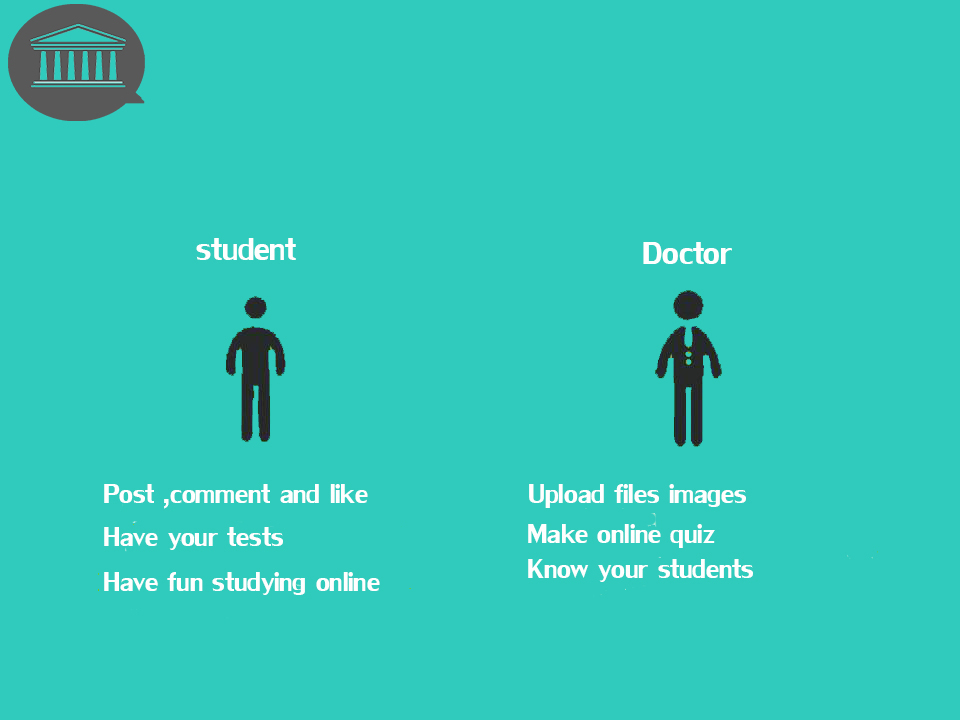 student
Post ,comment and like
Have your tests
Have fun studying online
Doctor
Upload files images
Make online quiz
Know your students